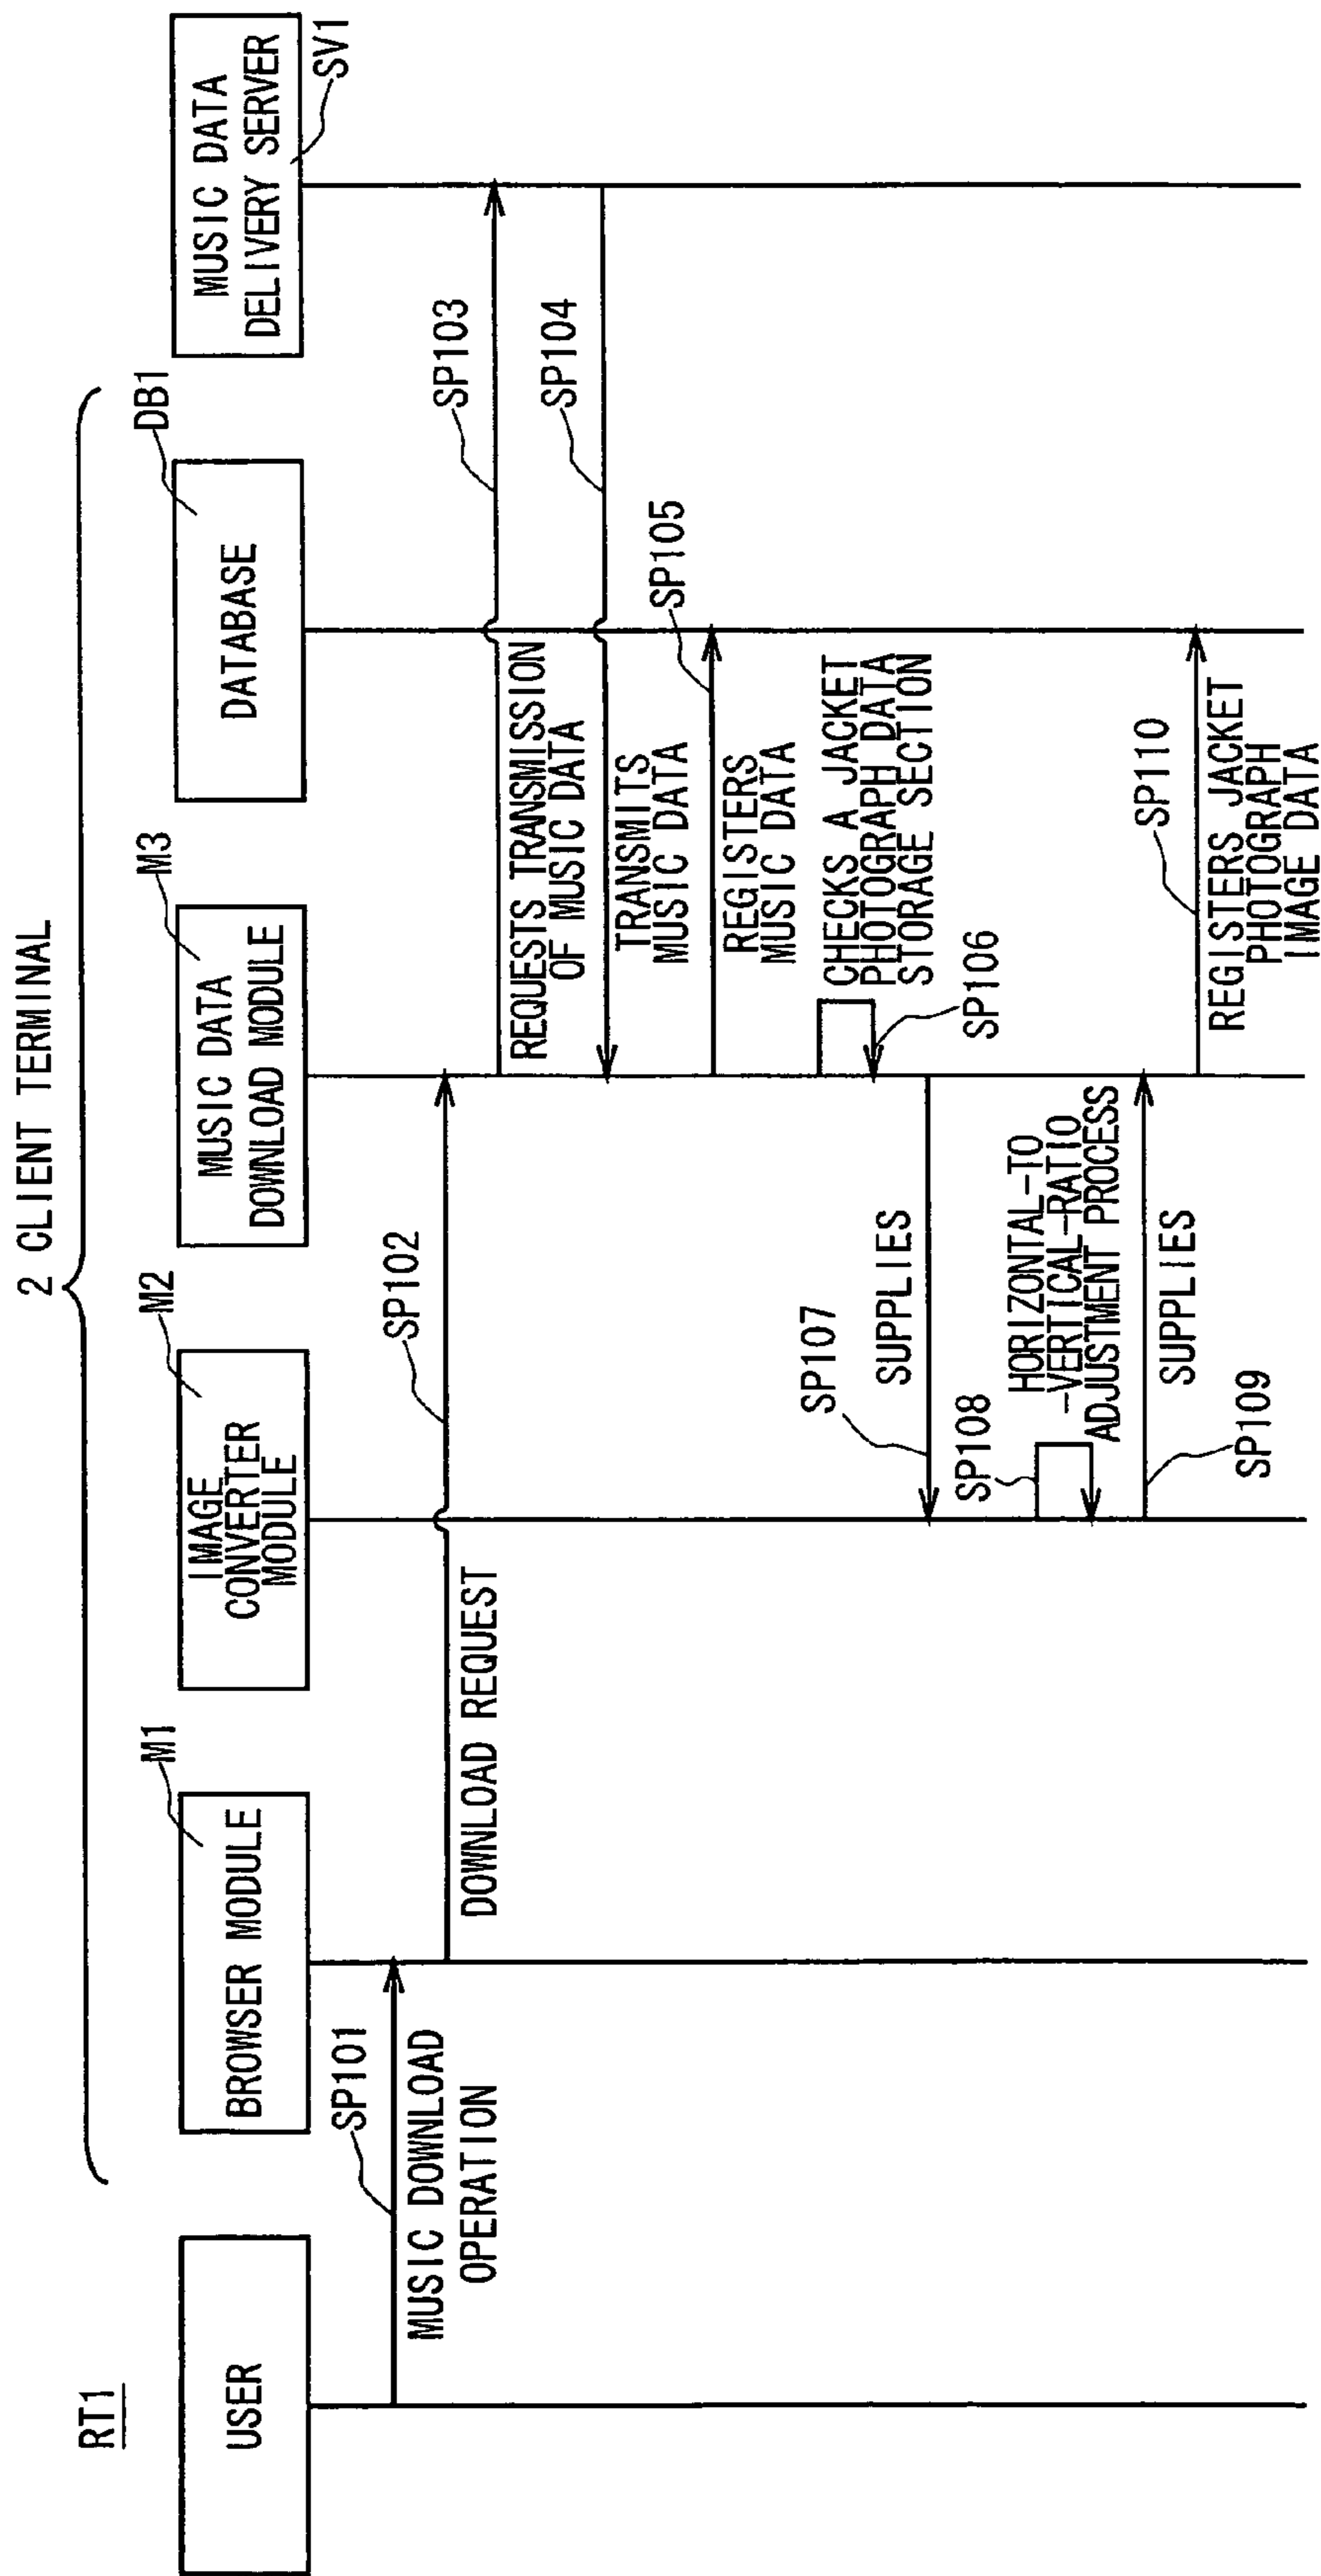 RT1
2 CLIENT TERMINAL
USER
M1
BROWSER MODULE
M2
IMAGE
CONVERTER
MODULE
M3
MUSIC DATA
DOWNLOAD MODULE
DB1
DATABASE
MUSIC DATA
DELIVERY SERVER
SV1
SP101
MUSIC DOWNLOAD
OPERATION
SP102
DOWNLOAD REQUEST
SP103
REQUESTS TRANSMISSION
OF MUSIC DATA
SP104
TRANSMITS
MUSIC DATA
SP105
REGISTERS
MUSIC DATA
CHECKS A JACKET
PHOTOGRAPH DATA
STORAGE SECTION
SP106
SP107
SUPPLIES
SP108
HORIZONTAL-TO
-VERTICAL-RATIO
ADJUSTMENT PROCESS
SUPPLIES
SP109
SP110
REGISTERS JACKET
PHOTOGRAPH
IMAGE DATA